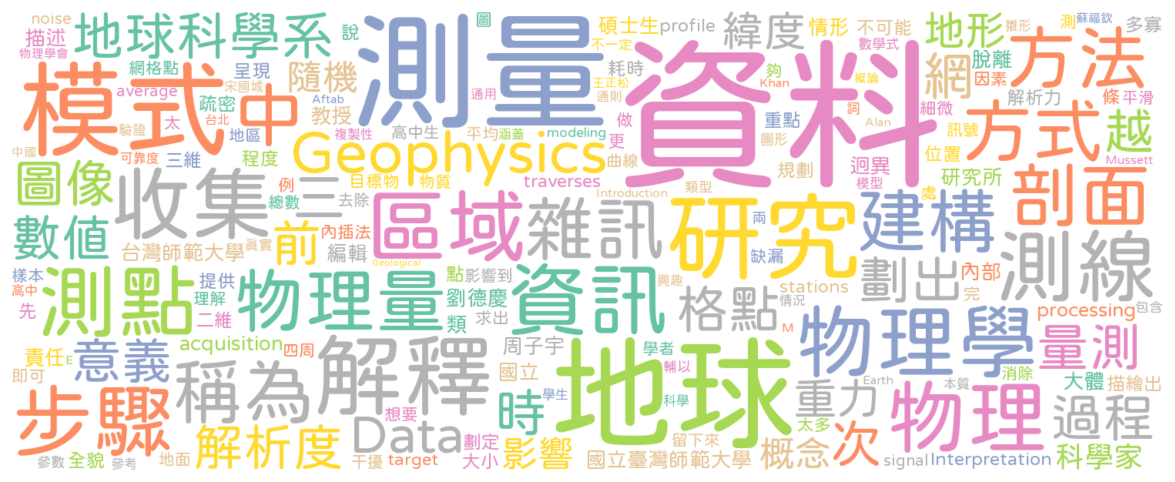 noise
地球科學系
說
圖
蘇福欽
物理學會
描述
測量
碩士生
profile
緯度
情形
不可能
地形
測
雛形
多寡
方法
網格點
呈現
隨機
不一定
數學式
脫離
因素
模式
中
average
宋國城
Aftab
教授
耗時
王正松
資料
夠
Khan
概論
網
解析力
條
平滑
疏密
太
台北
通用
通則
做
詞
細微
方式
越
驗證
地區
複製性
高中生
平均
涵蓋
modeling
更
重點
Alan
訊號
中國
可靠度
三維
程度
Geophysics
曲線
圖形
規劃
迥異
位置
Mussett
圖像
收集
三
例
目標物
物質
traverses
類型
模型
研究所
總數
去除
Introduction
處
剖面
區域
雜訊
研究
兩
建構
數值
台灣師範大學
真實
前
內插法
編輯
缺漏
測線
樣本
提供
Geological
點
影響到
興趣
劃出
內部
高中
測點
理解
物理量
劉德慶
資訊
格點
stations
完
先
二維
類
求出
情況
M
物理學
processing
包含
責任
E
意義
acquisition
四周
解釋
周子宇
地球
學者
量測
即可
稱為
國立
時
輔以
重力
Earth
消除
大體
描繪出
步驟
想要
學生
科學
太多
本質
物理
過程
Data
劃定
留下來
參數
全貌
地面
解析度
干擾
target
大小
影響
國立臺灣師範大學
概念
次
signal
Interpretation
科學家
參考